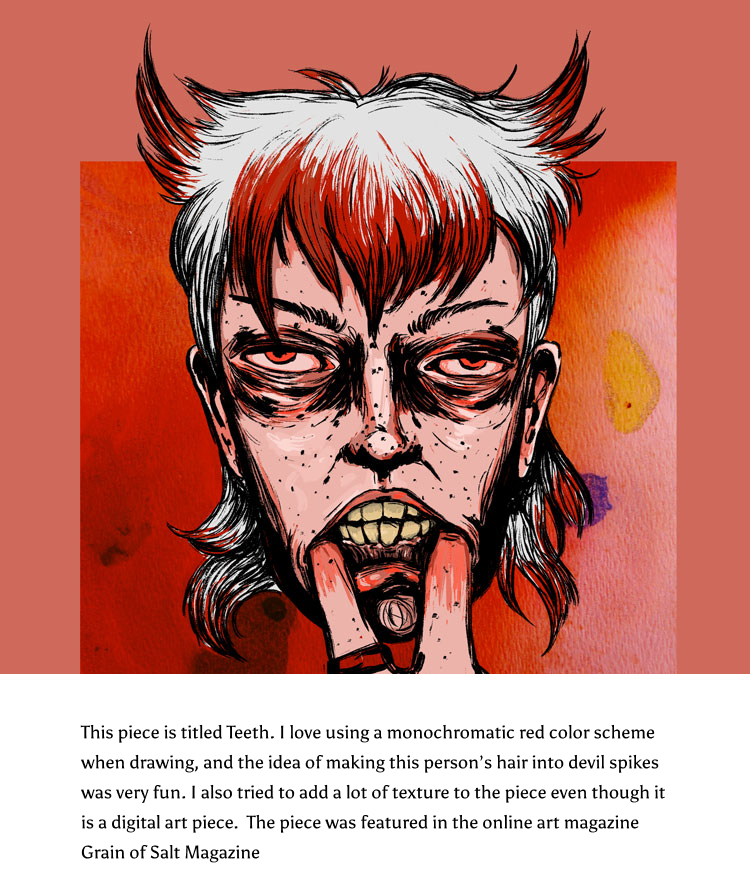 This piece is titled Teeth. I love using a monochromatic red color scheme
when drawing, and the idea of making this person's hair into devil spikes
was very fun. I also tried to add a lot of texture to the piece even though it
is a digital art piece.  The piece was featured in the online art magazine
Grain of Salt Magazine